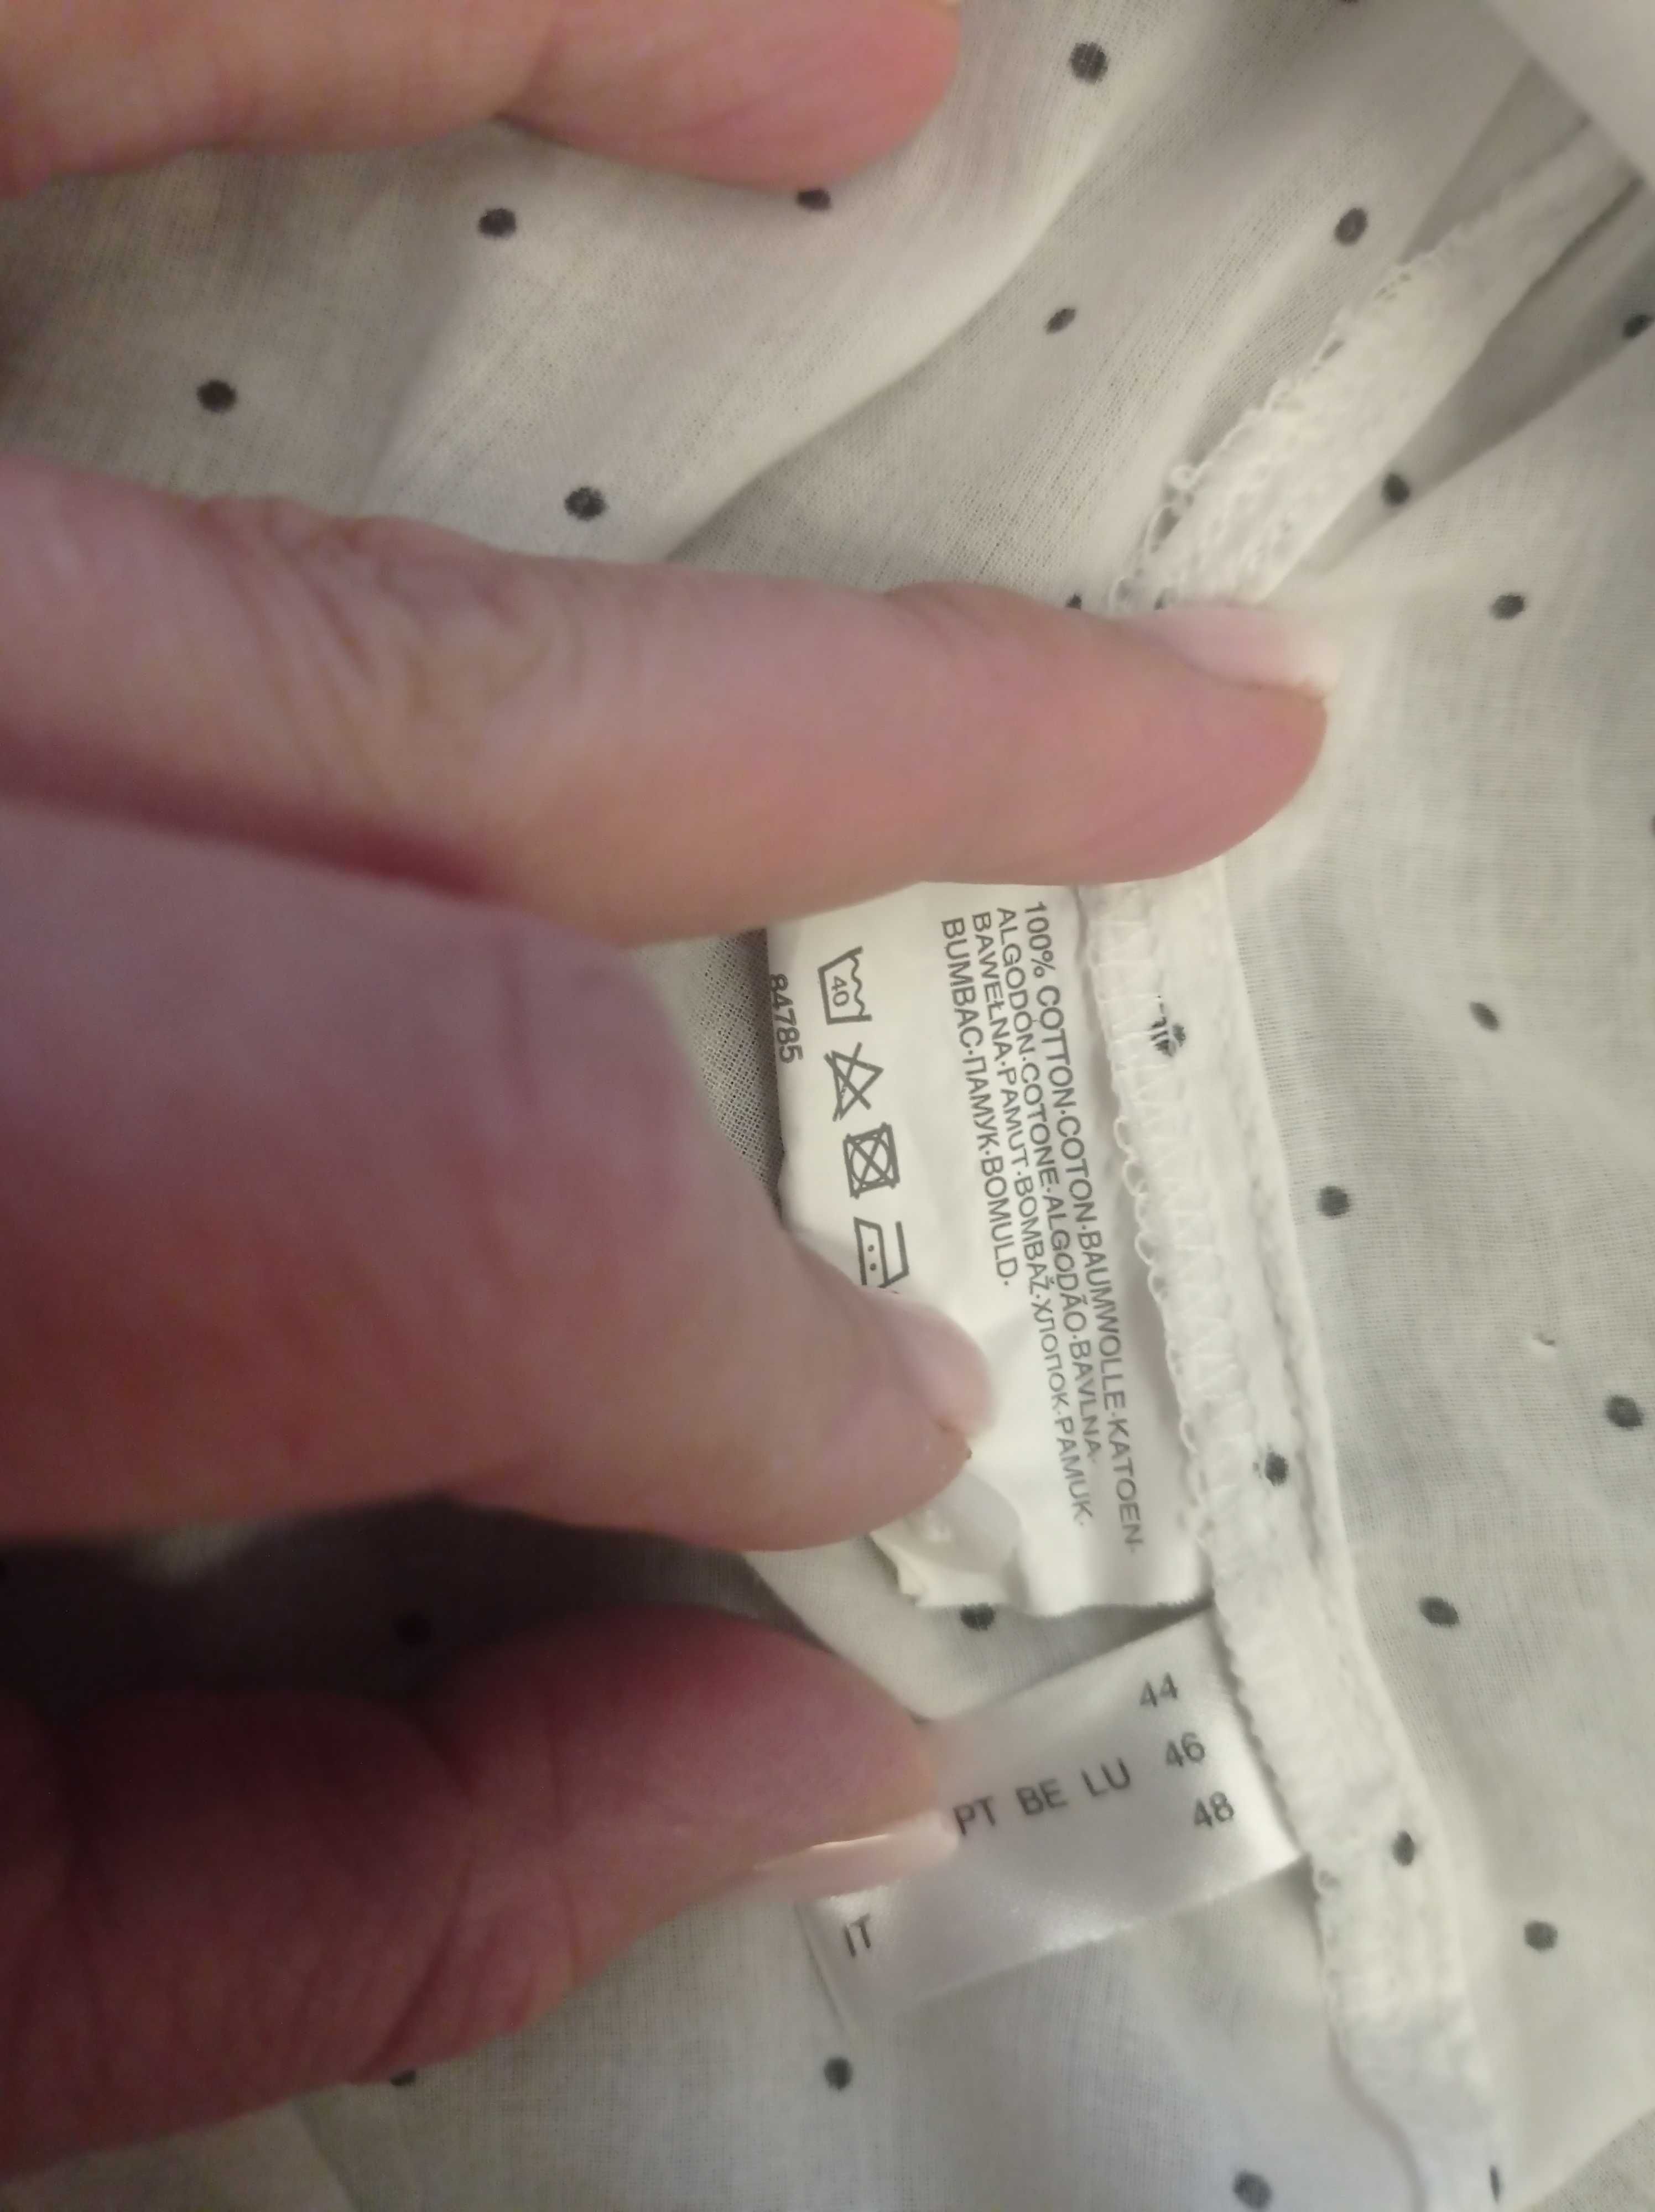 100% COTTON·COTON·BAUMWOLLE·KATOEN·
ALGODÓN·COTONE·ALGODÃO·BAVLNA·
BAWEŁNA·PAMUT·BOMBAŽ·ХЛОПОК·PAMUK·
BUMBAC·ПАМУК·BOMULD·
40
84785
44
PT BE LU 46
IT 48